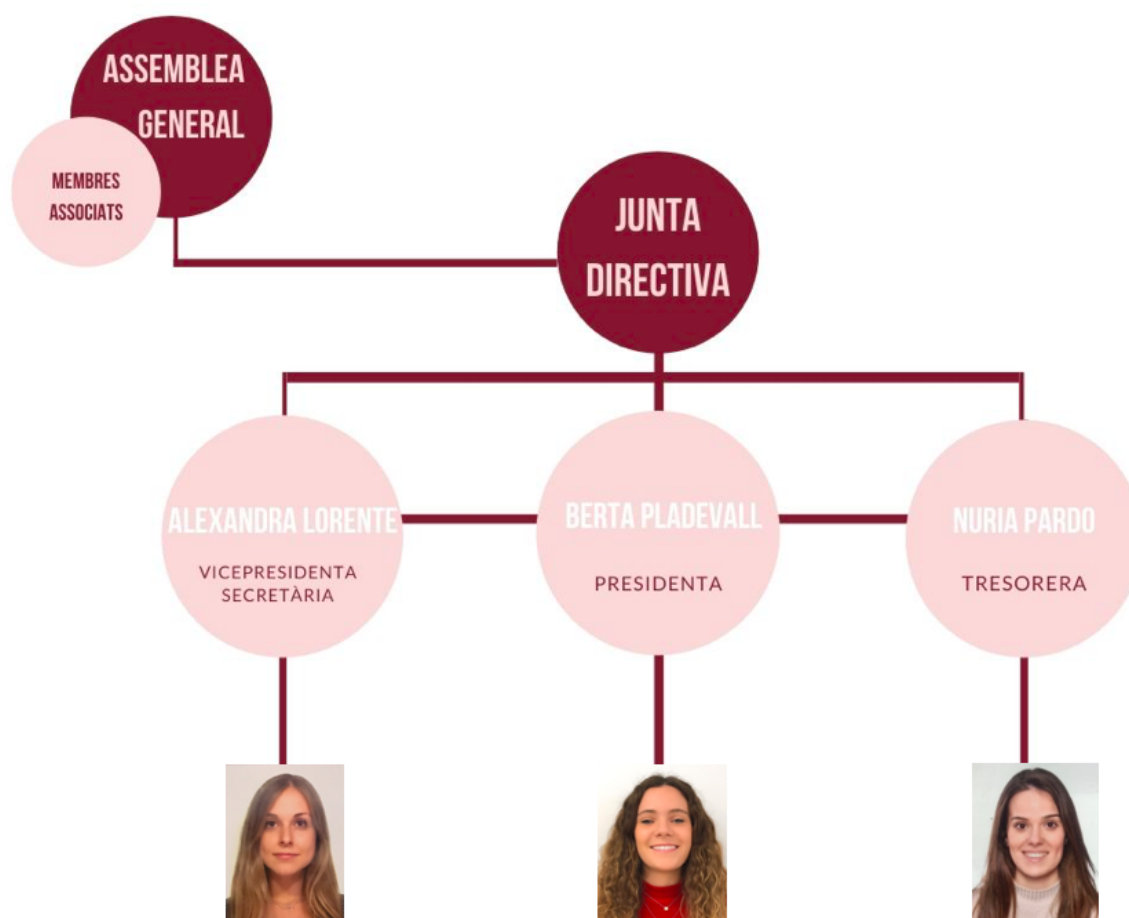 ASSEMBLEA
GENERAL
MEMBRES
ASSOCIATS
JUNTA
DIRECTIVA
ALEXANDRA LORENTE
VICEPRESIDENTA
SECRETÀRIA
BERTA PLADEVALL
PRESIDENTA
NURIA PARDO
TRESORERA